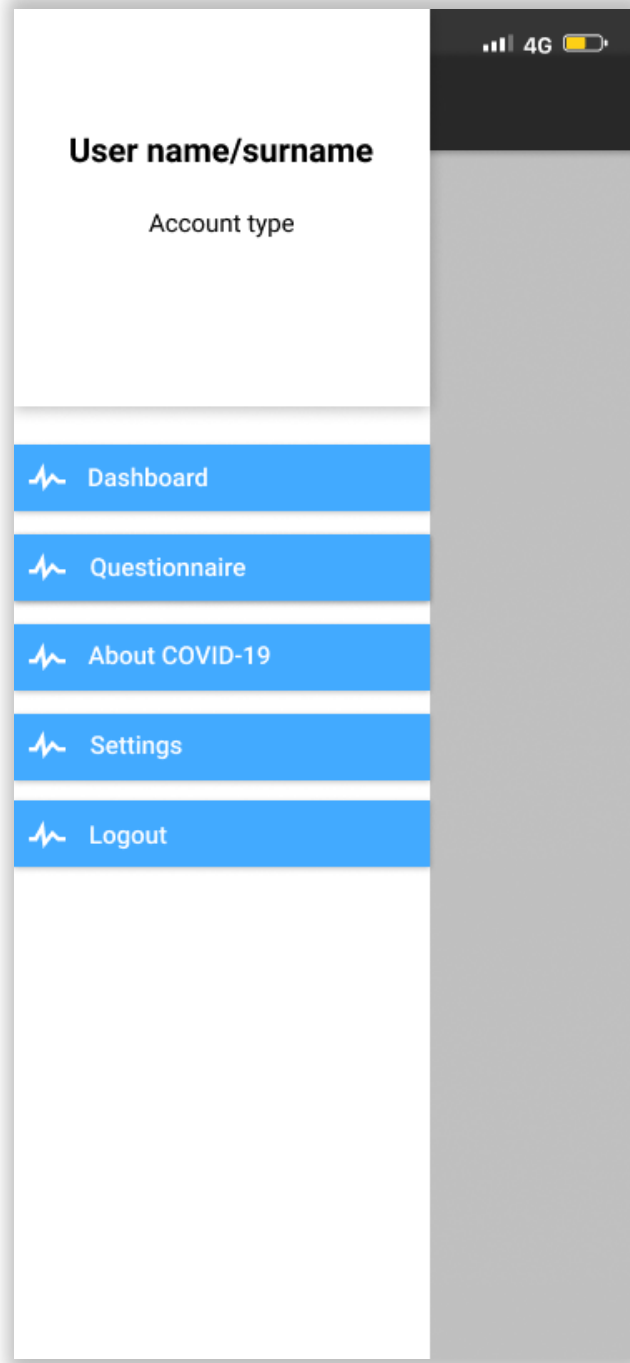 4G
User name/surname
Account type
Dashboard
Questionnaire
About COVID-19
Settings
Logout